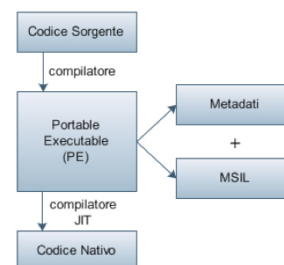 Codice Sorgente
compilatore
Portable
Executable
(PE)
Metadati
+
MSIL
compilatore
JIT
Codice Nativo